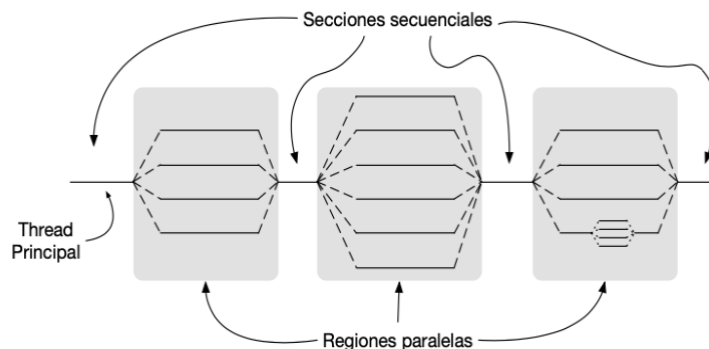 Secciones secuenciales
Thread
Principal
Regiones paralelas